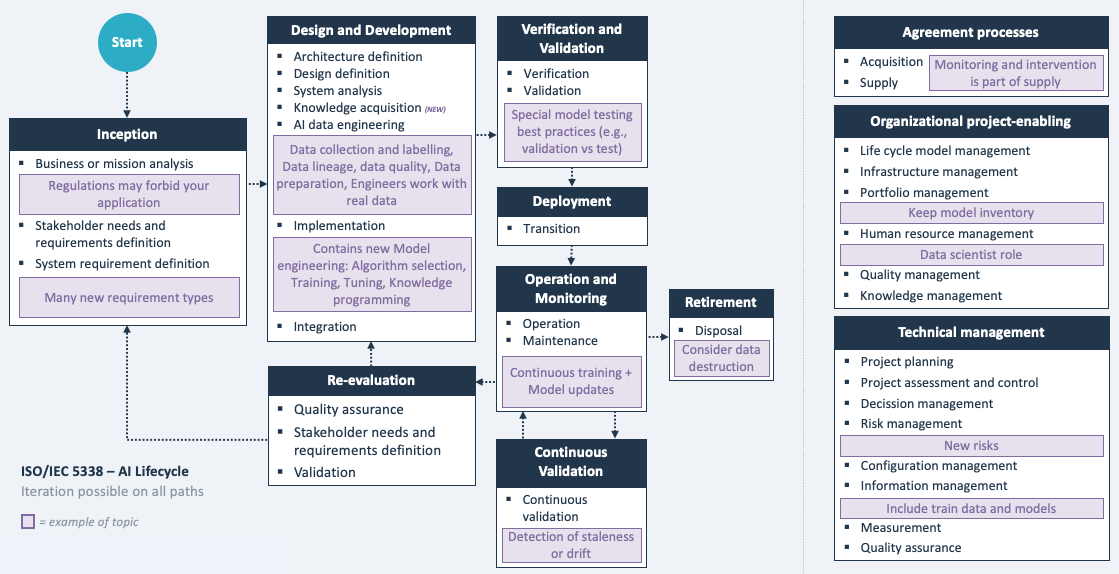 Start
Inception
Business or mission analysis
Regulations may forbid your
application
Stakeholder needs and
requirements definition
System requirement definition
Many new requirement types
Design and Development
Architecture definition
Design definition
System analysis
Knowledge acquisition (NEW)
AI data engineering
Data collection and labelling,
Data lineage, data quality, Data
preparation, Engineers work with
real data
Implementation
Contains new Model
engineering: Algorithm selection,
Training, Tuning, Knowledge
programming
Integration
Verification and
Validation
Verification
Validation
Special model testing
best practices (e.g.,
validation vs test)
Deployment
Transition
Operation and
Monitoring
Operation
Maintenance
Continuous training +
Model updates
Retirement
Disposal
Consider data
destruction
Re-evaluation
Quality assurance
Stakeholder needs and
requirements definition
Validation
Continuous
Validation
Continuous
validation
Detection of staleness
or drift
ISO/IEC 5338 – AI Lifecycle
Iteration possible on all paths
= example of topic
Agreement processes
Acquisition
Supply
Monitoring and intervention
is part of supply
Organizational project-enabling
Life cycle model management
Infrastructure management
Portfolio management
Keep model inventory
Human resource management
Data scientist role
Quality management
Knowledge management
Technical management
Project planning
Project assessment and control
Decission management
Risk management
New risks
Configuration management
Information management
Include train data and models
Measurement
Quality assurance